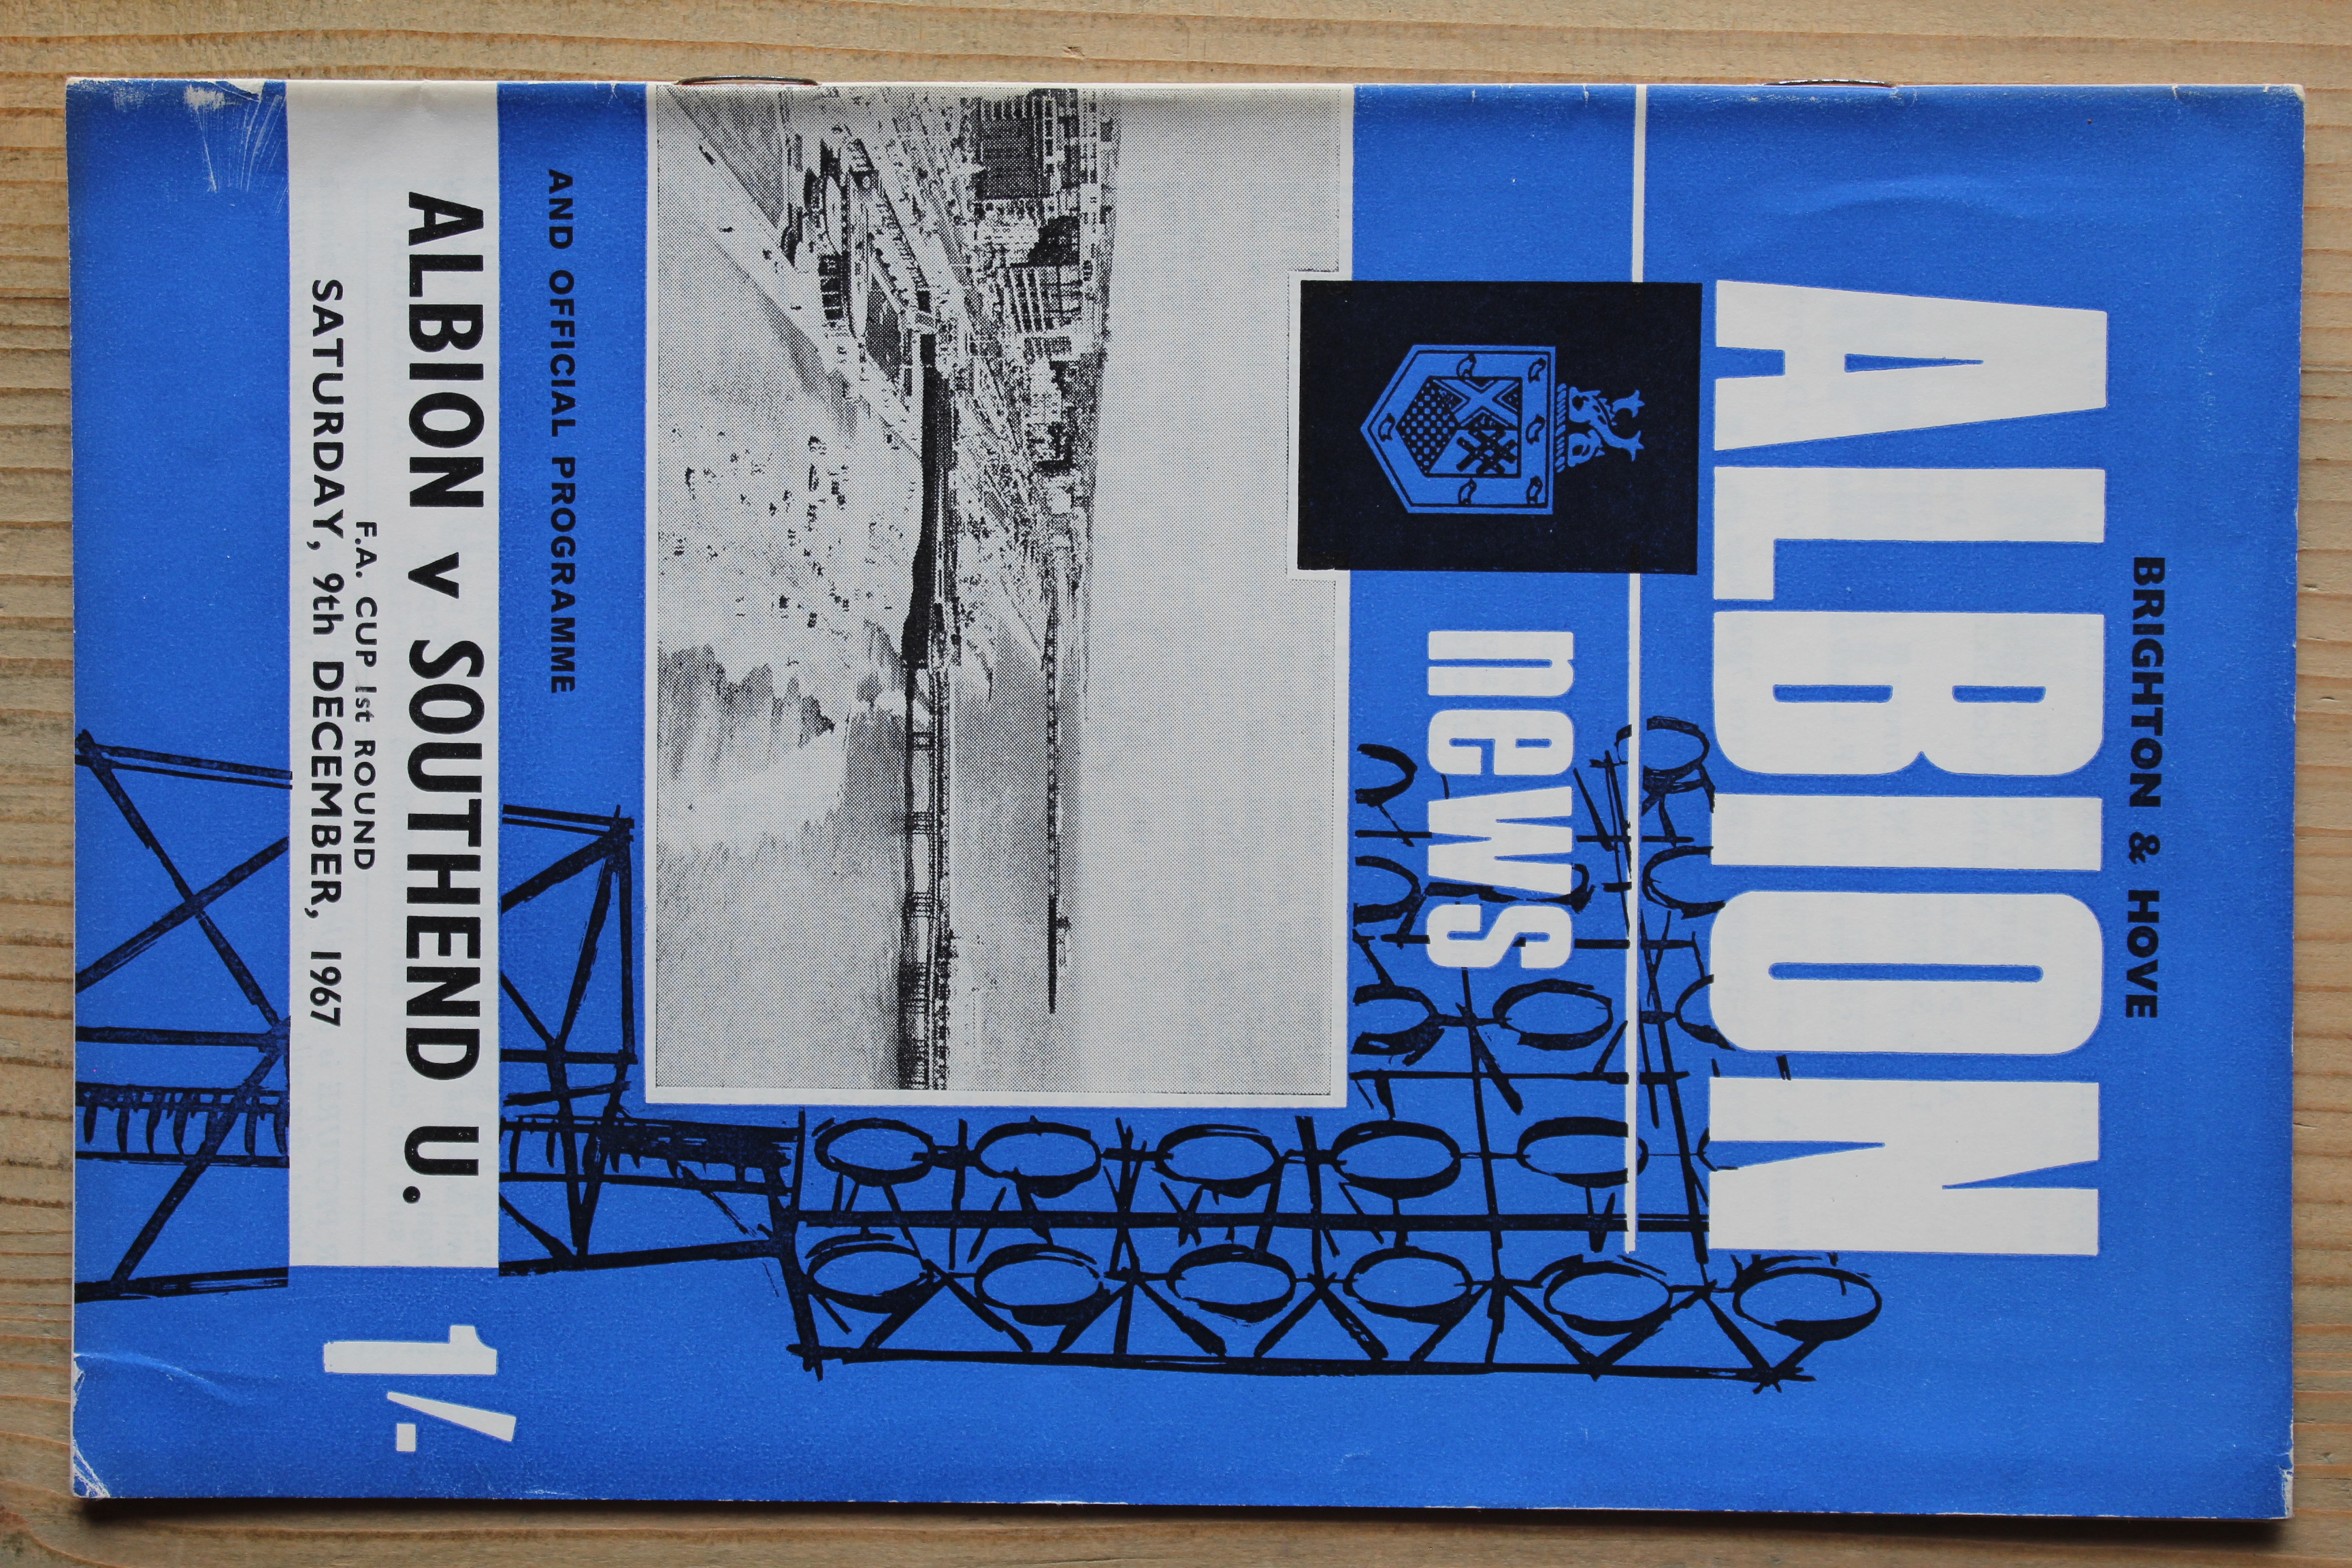 BRIGHTON & HOVE
ALBION
news
AND OFFICIAL PROGRAMME
ALBION v SOUTHEND U.
F.A. CUP 1st ROUND
SATURDAY, 9th DECEMBER, 1967
1/-